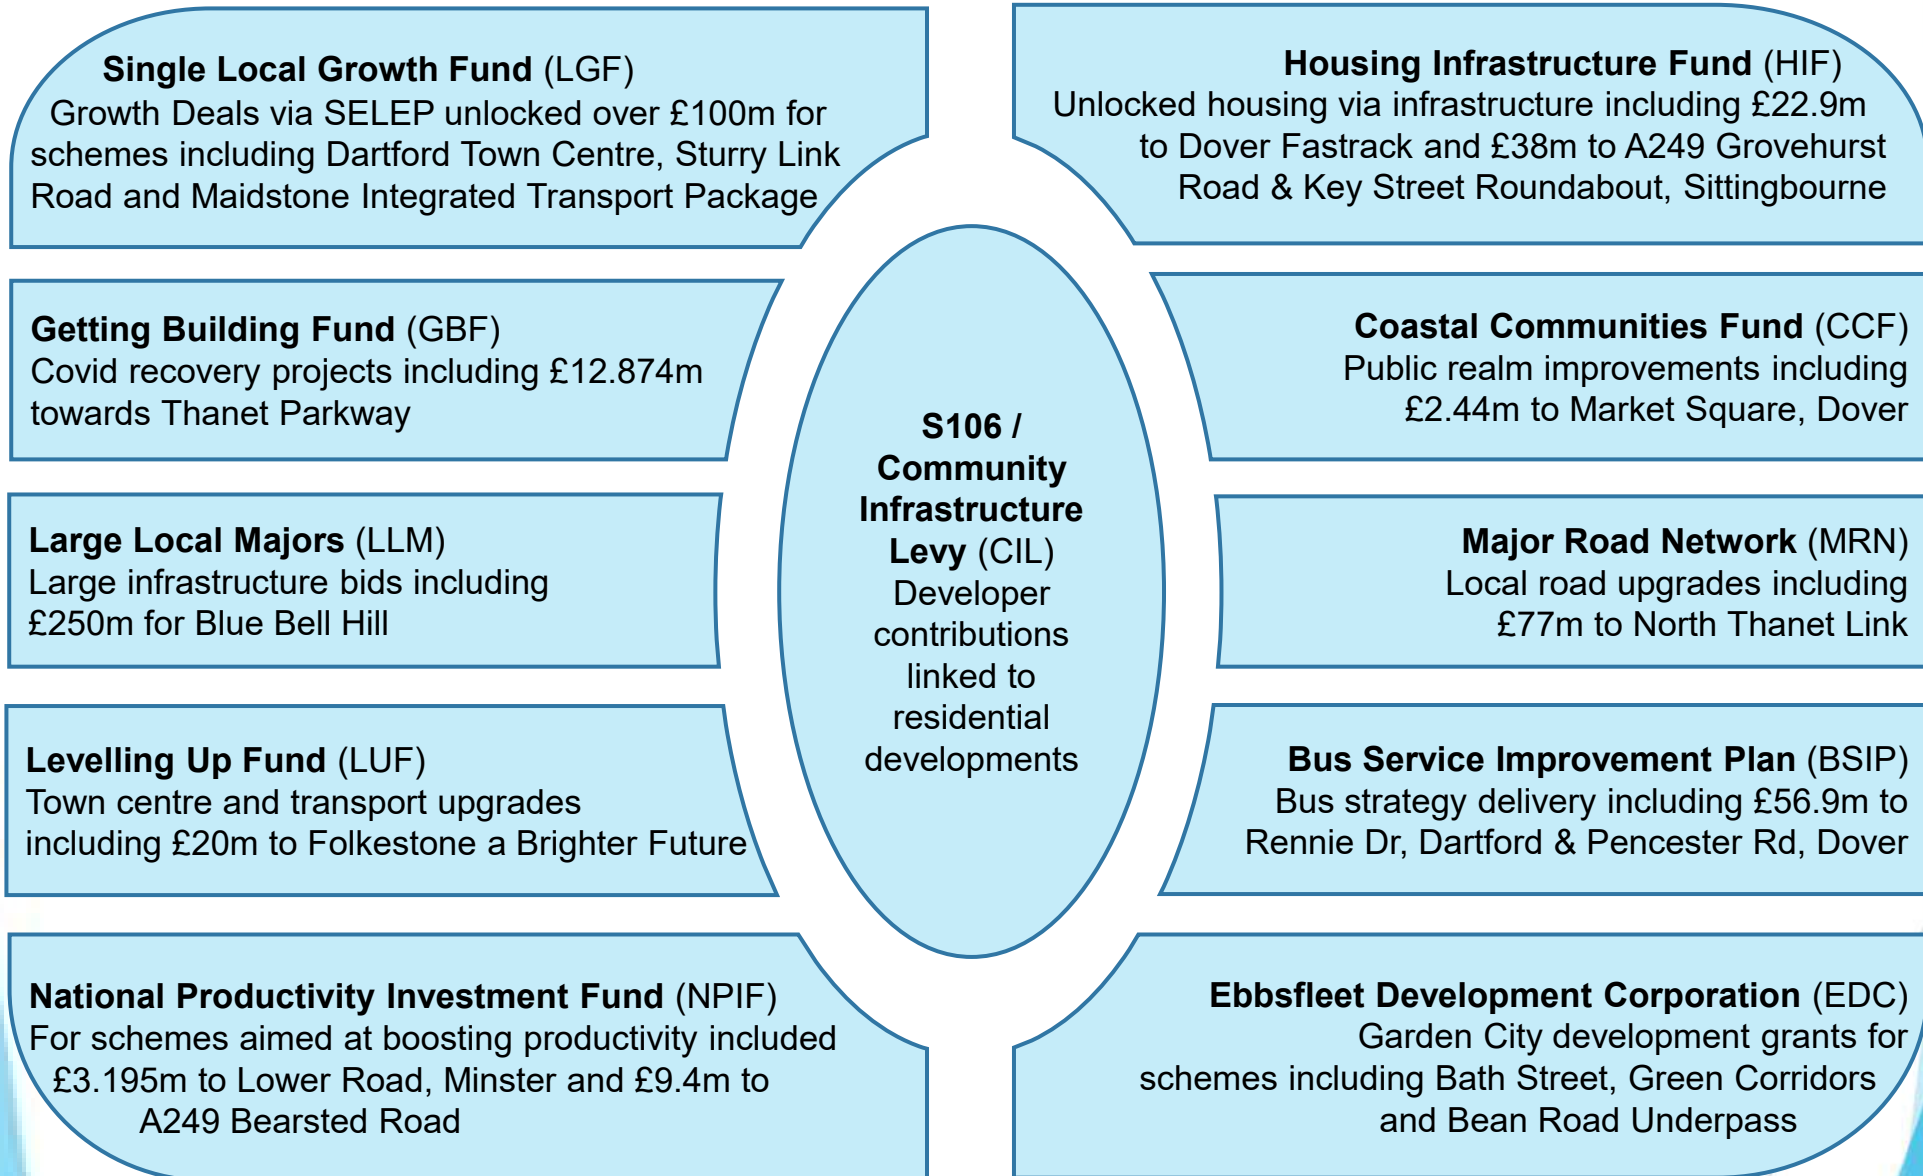 Single Local Growth Fund (LGF)
Growth Deals via SELEP unlocked over £100m for
schemes including Dartford Town Centre, Sturry Link
Road and Maidstone Integrated Transport Package
Getting Building Fund (GBF)
Covid recovery projects including £12.874m
towards Thanet Parkway
Large Local Majors (LLM)
Large infrastructure bids including
£250m for Blue Bell Hill
Levelling Up Fund (LUF)
Town centre and transport upgrades
including £20m to Folkestone a Brighter Future
National Productivity Investment Fund (NPIF)
For schemes aimed at boosting productivity included
£3.195m to Lower Road, Minster and £9.4m to
A249 Bearsted Road
S106 /
Community
Infrastructure
Levy (CIL)
Developer
contributions
linked to
residential
developments
Housing Infrastructure Fund (HIF)
Unlocked housing via infrastructure including £22.9m
to Dover Fastrack and £38m to A249 Grovehurst
Road & Key Street Roundabout, Sittingbourne
Coastal Communities Fund (CCF)
Public realm improvements including
£2.44m to Market Square, Dover
Major Road Network (MRN)
Local road upgrades including
£77m to North Thanet Link
Bus Service Improvement Plan (BSIP)
Bus strategy delivery including £56.9m to
Rennie Dr, Dartford & Pencester Rd, Dover
Ebbsfleet Development Corporation (EDC)
Garden City development grants for
schemes including Bath Street, Green Corridors
and Bean Road Underpass